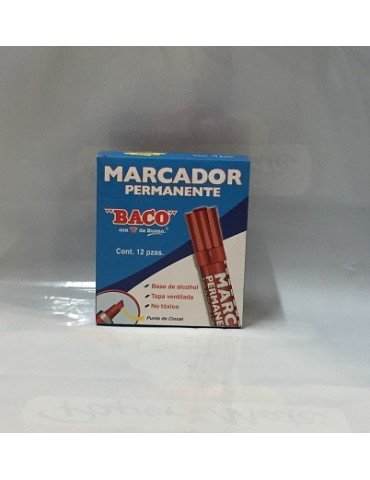 MARCADOR
PERMANENTE
"BACO"
con "B" de Bueno.
Cont. 12 pzas.
Base de alcohol
Tapa ventilada
No tóxico
Punta de Cincel
MARC
PERMANE